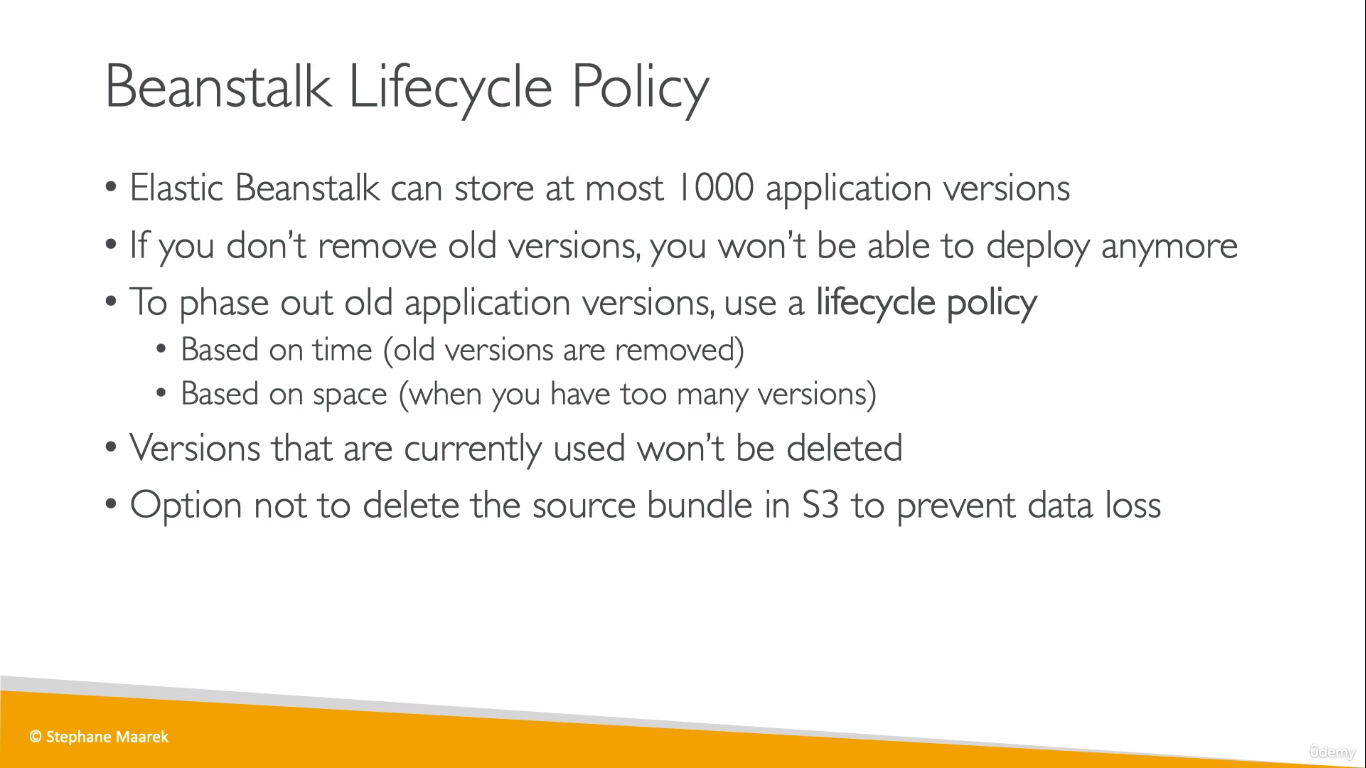 Beanstalk Lifecycle Policy
• Elastic Beanstalk can store at most 1000 application versions
• If you don’t remove old versions, you won’t be able to deploy anymore
• To phase out old application versions, use a lifecycle policy
• Based on time (old versions are removed)
• Based on space (when you have too many versions)
• Versions that are currently used won’t be deleted
• Option not to delete the source bundle in S3 to prevent data loss
© Stephane Maarek
ûdemy